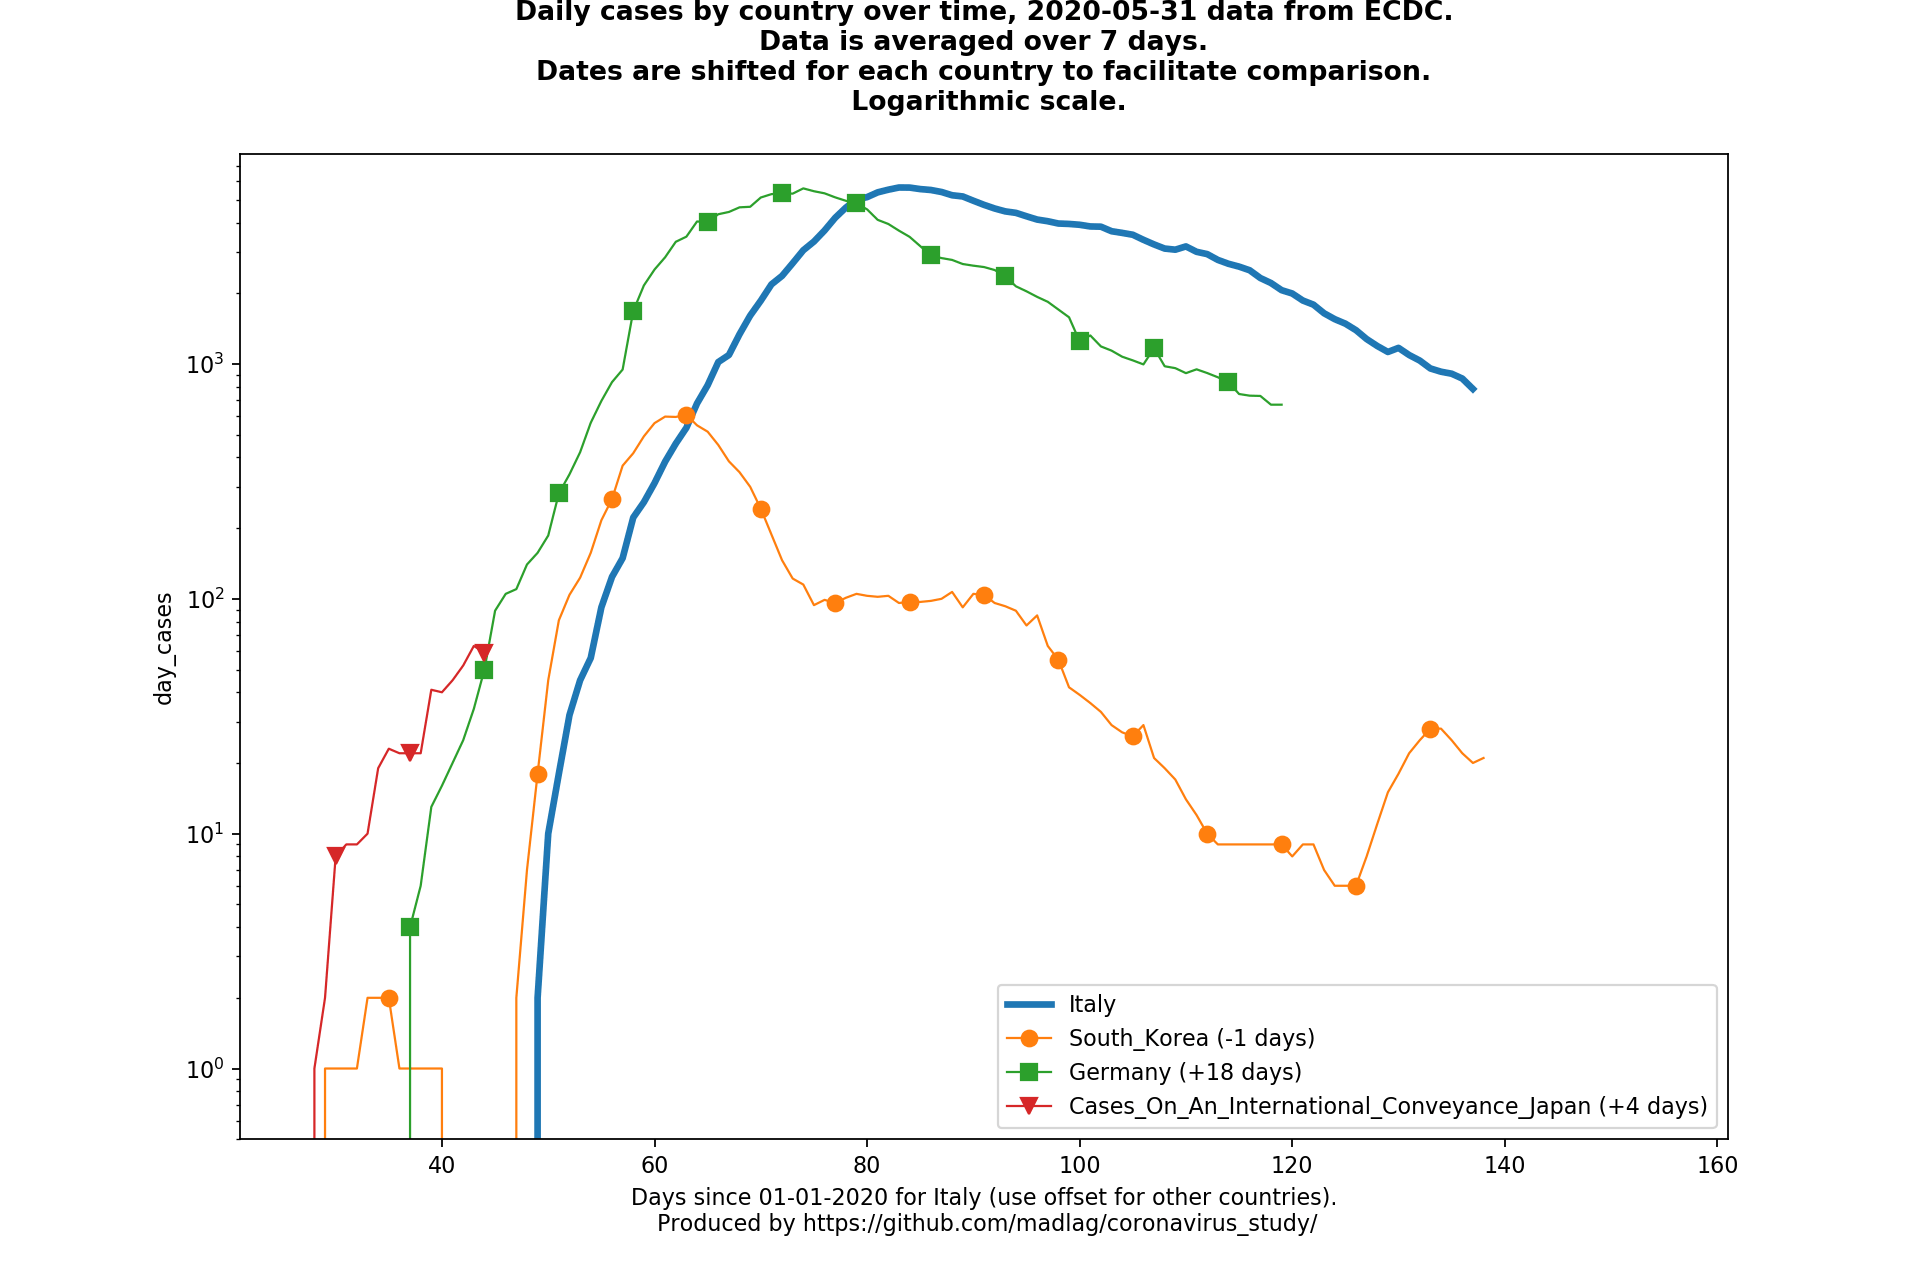 Daily cases by country over time, 2020-05-31 data from ECDC.
Data is averaged over 7 days.
Dates are shifted for each country to facilitate comparison.
Logarithmic scale.
day_cases
10³
10²
10¹
10⁰
Italy
South_Korea (-1 days)
Germany (+18 days)
Cases_On_An_International_Conveyance_Japan (+4 days)
40 60 80 100 120 140 160
Days since 01-01-2020 for Italy (use offset for other countries).
Produced by https://github.com/madlag/coronavirus_study/